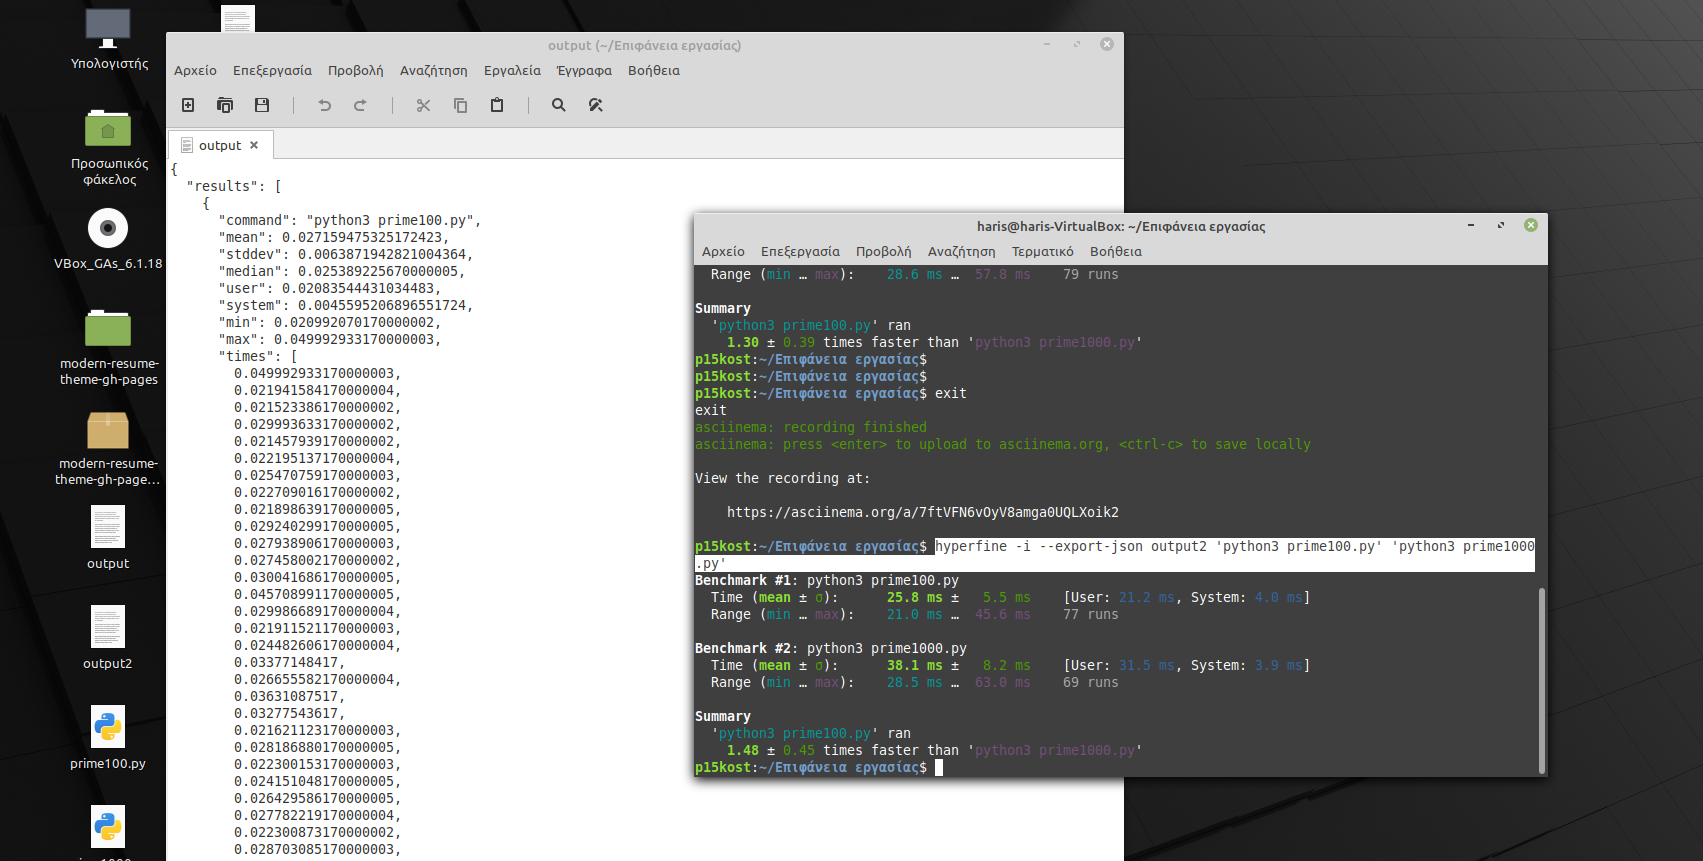 Υπολογιστής
Προσωπικός
φάκελος
VBox_GAs_6.1.18
modern-resume-
theme-gh-pages
modern-resume-
theme-gh-page…
output
output2
prime100.py
output (~/Επιφάνεια εργασίας)
Αρχείο Επεξεργασία Προβολή Αναζήτηση Εργαλεία Έγγραφα Βοήθεια
output
{
"results": [
{
"command": "python3 prime100.py",
"mean": 0.027159475325172423,
"stddev": 0.0063871942821004364,
"median": 0.025389225670000005,
"user": 0.02083544431034483,
"system": 0.0045595206896551724,
"min": 0.020992070170000002,
"max": 0.049992933170000003,
"times": [
0.049992933170000003,
0.021941584170000004,
0.021523386170000002,
0.029993633170000002,
0.021457939170000002,
0.022195137170000004,
0.025470759170000003,
0.022709016170000002,
0.021898639170000005,
0.029240299170000005,
0.027938906170000004,
0.027458002170000004,
0.030041686170000005,
0.045708991170000005,
0.029986689170000004,
0.021911521170000003,
0.024482606170000004,
0.03377148417,
0.026655582170000004,
0.03631087517,
0.03277543617,
0.021621123170000003,
0.028186880170000005,
0.022300153170000003,
0.024151048170000005,
0.026429586170000005,
0.027782219170000004,
0.022300873170000002,
0.028703085170000003,
haris@haris-VirtualBox: ~/Επιφάνεια εργασίας
Αρχείο Επεξεργασία Προβολή Αναζήτηση Τερματικό Βοήθεια
Range (min … max): 28.6 ms … 57.8 ms 79 runs
Summary
'python3 prime100.py' ran
1.30 ± 0.39 times faster than 'python3 prime1000.py'
p15kost:~/Επιφάνεια εργασίας$
p15kost:~/Επιφάνεια εργασίας$
p15kost:~/Επιφάνεια εργασίας$ exit
exit
asciinema: recording finished
asciinema: press <enter> to upload to asciinema.org, <ctrl-c> to save locally
View the recording at:
https://asciinema.org/a/7ftVFN6vOyV8amga0UQLXoik2
p15kost:~/Επιφάνεια εργασίας$ hyperfine -i --export-json output2 'python3 prime100.py' 'python3 prime1000
.py'
Benchmark #1: python3 prime100.py
Time (mean ± σ): 25.8 ms ± 5.5 ms [User: 21.2 ms, System: 4.0 ms]
Range (min … max): 21.0 ms … 45.6 ms 77 runs
Benchmark #2: python3 prime1000.py
Time (mean ± σ): 38.1 ms ± 8.2 ms [User: 31.5 ms, System: 3.9 ms]
Range (min … max): 28.5 ms … 63.0 ms 69 runs
Summary
'python3 prime100.py' ran
1.48 ± 0.45 times faster than 'python3 prime1000.py'
p15kost:~/Επιφάνεια εργασίας$